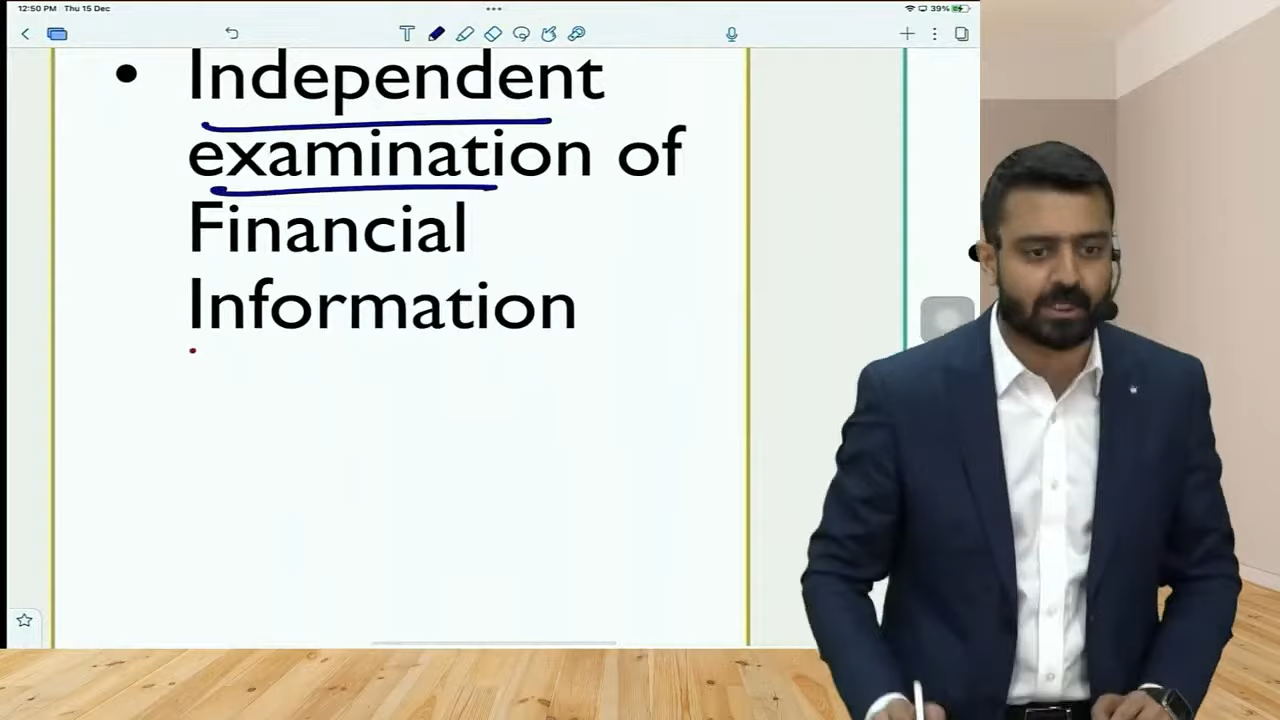 12:50 PM Thu 15 Dec
39%
T
• Independent
examination of
Financial
Information